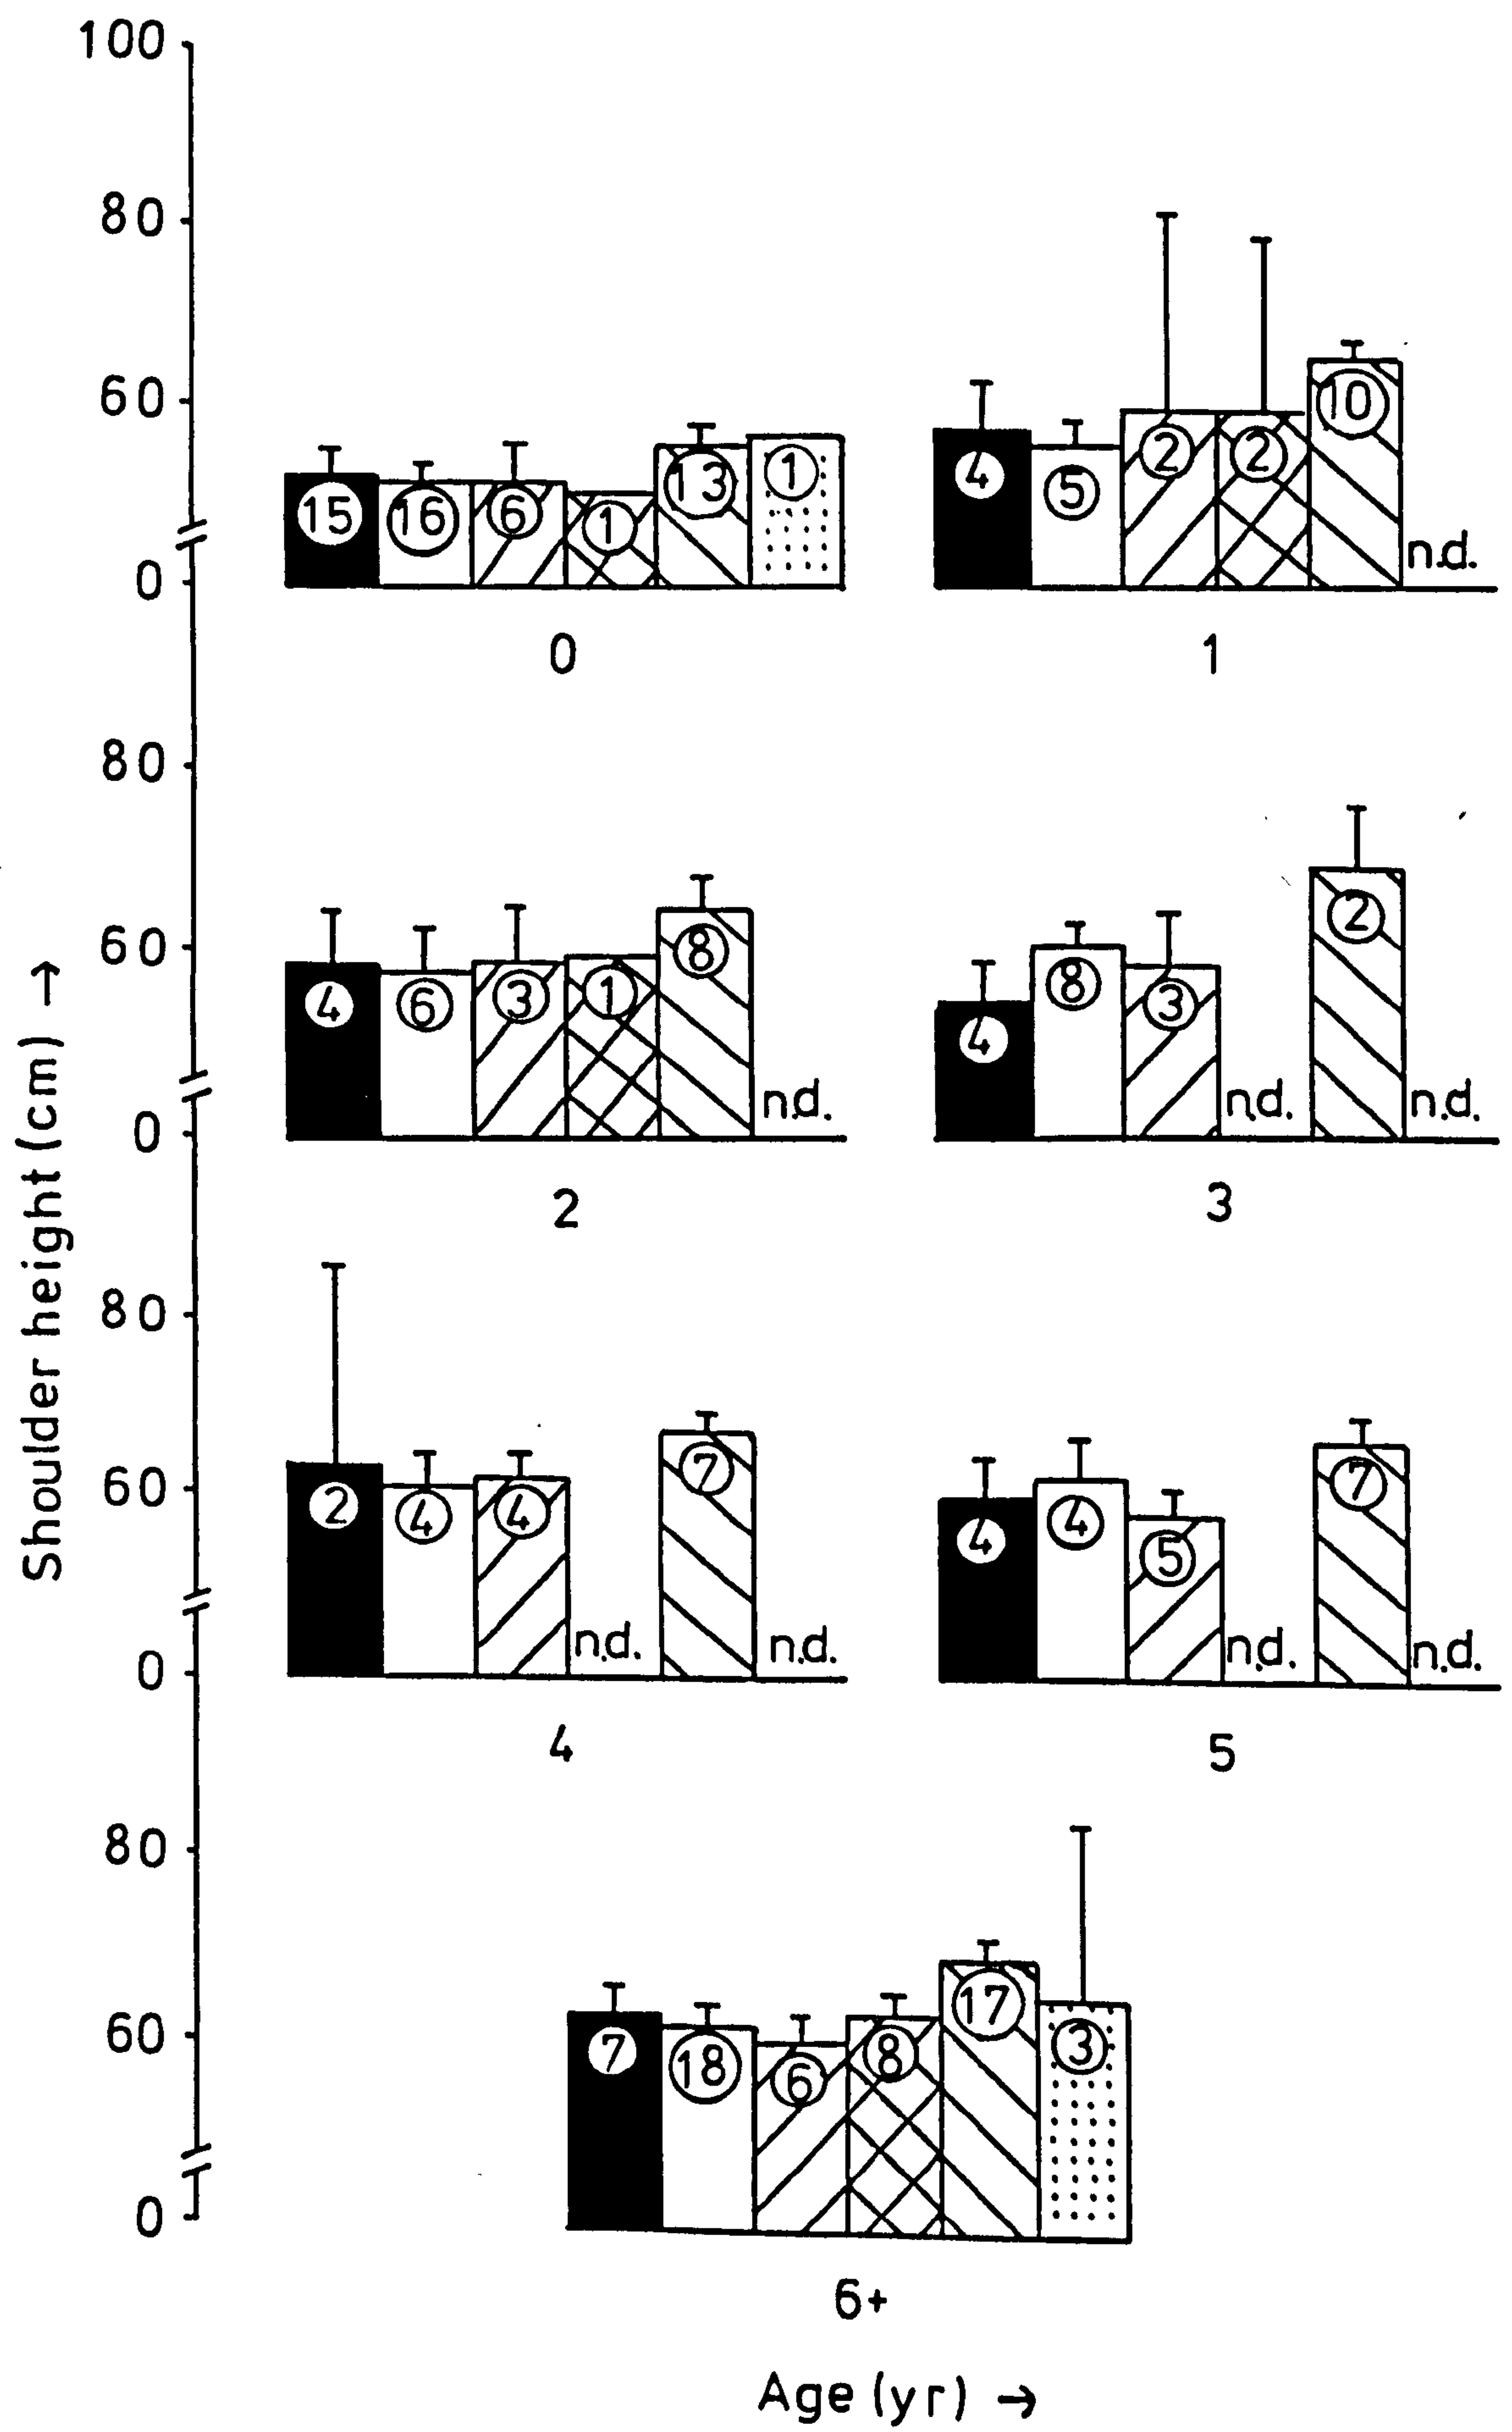 100
80
60
0
15 16 6 1 13 1
4 5 2 2 10 n.d.
0 1
80
60
0
4 6 3 1 8 n.d.
4 8 3 n.d. 2 n.d.
2 3
80
60
0
2 4 4 n.d. 7 n.d.
4 4 5 n.d. 7 n.d.
4 5
80
60
0
7 18 6 8 17 3
6+
Shoulder height (cm) →
Age (yr) →